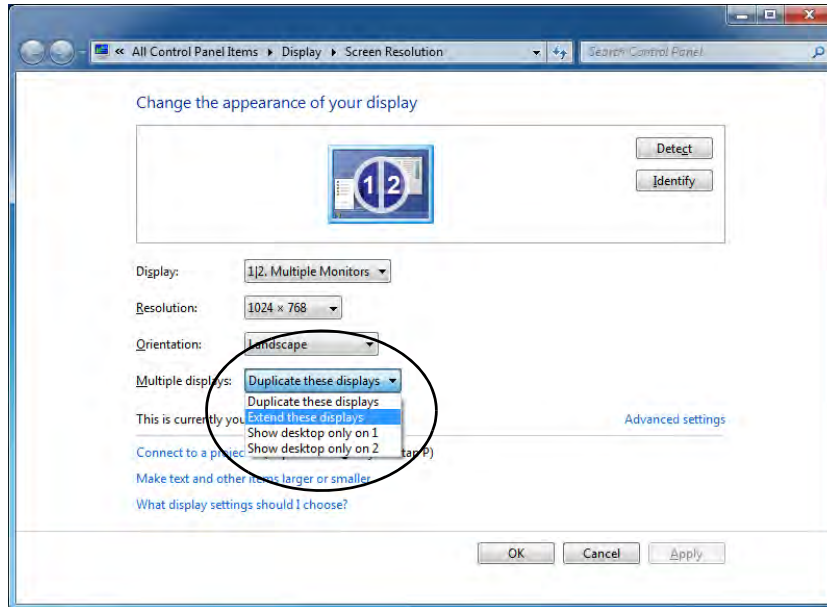 « All Control Panel Items ▸ Display ▸ Screen Resolution
Search Control Panel
Change the appearance of your display
1 2
Detect
Identify
Display: 1|2. Multiple Monitors
Resolution: 1024 × 768
Orientation: Landscape
Multiple displays: Duplicate these displays
Duplicate these displays
This is currently you
Extend these displays
Advanced settings
Show desktop only on 1
Connect to a projec
Show desktop only on 2
tap P)
Make text and other items larger or smaller
What display settings should I choose?
OK Cancel Apply